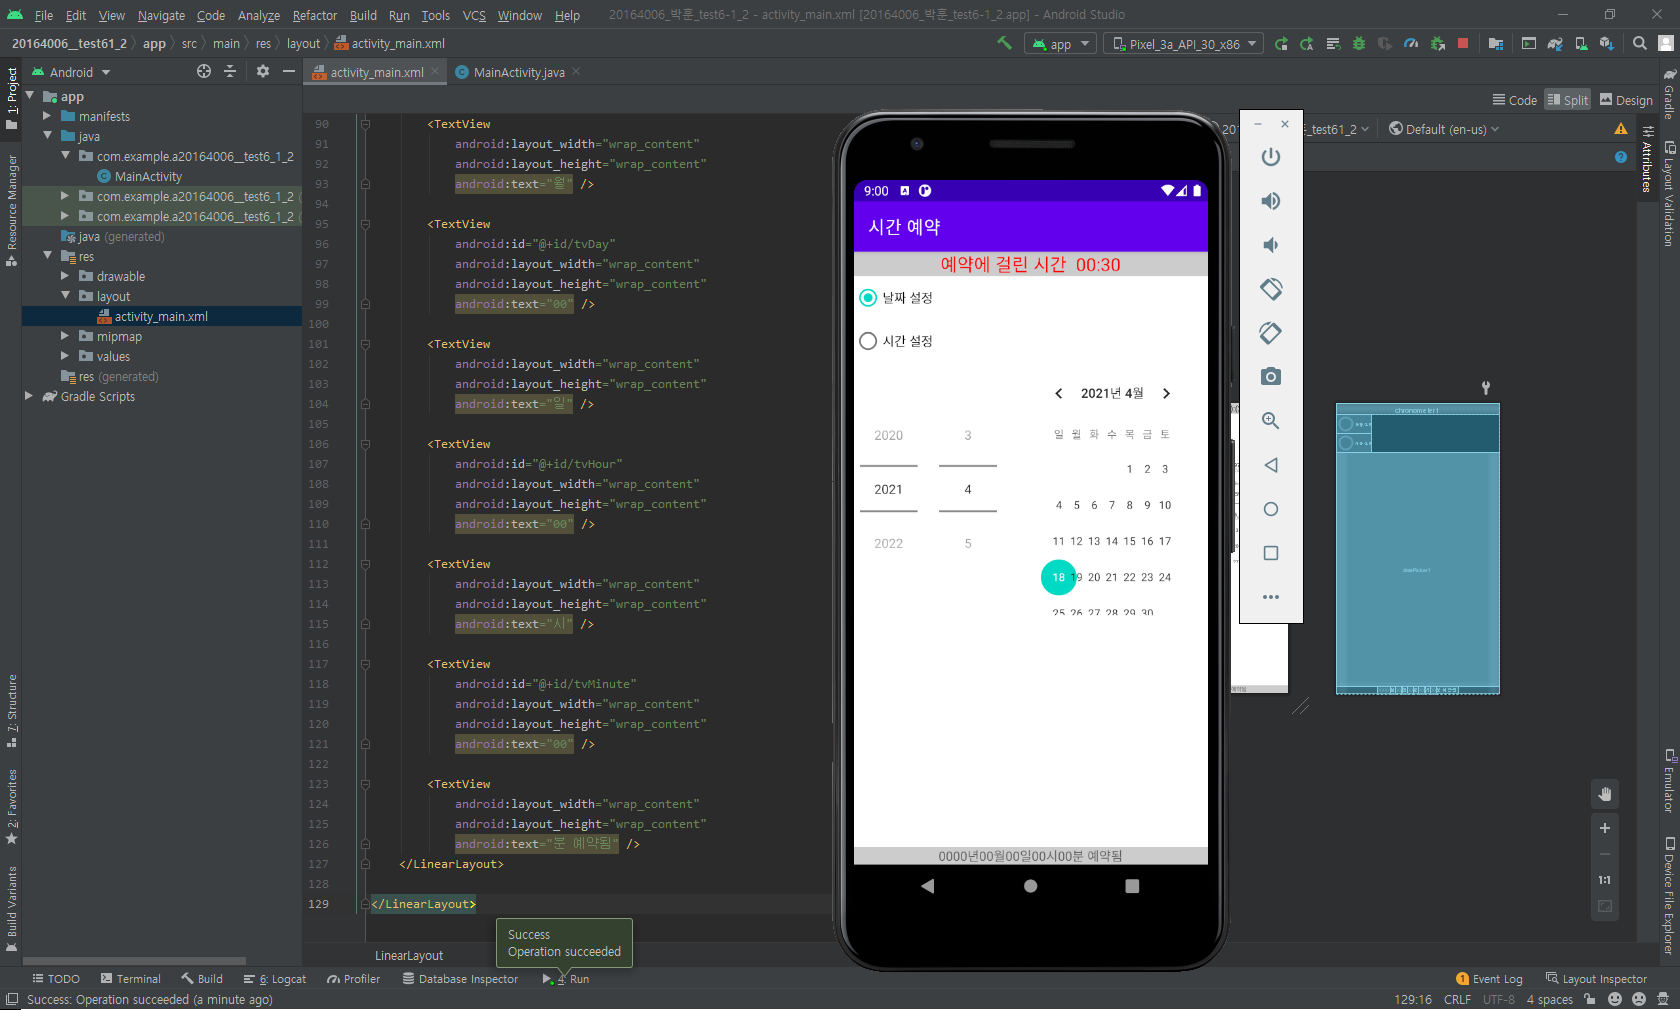 File Edit View Navigate Code Analyze Refactor Build Run Tools VCS Window Help 20164006_박훈_test6-1_2 - activity_main.xml [20164006_박훈_test6-1_2.app] - Android Studio
20164006__test61_2 app src main res layout activity_main.xml
app Pixel_3a_API_30_x86
Android
activity_main.xml MainActivity.java
Code Split Design
1: Project
Resource Manager
7: Structure
2: Favorites
Build Variants
app
manifests
java
com.example.a20164006__test6_1_2
MainActivity
com.example.a20164006__test6_1_2
com.example.a20164006__test6_1_2
java (generated)
res
drawable
layout
activity_main.xml
mipmap
values
res (generated)
Gradle Scripts
90 <TextView
91 android:layout_width="wrap_content"
92 android:layout_height="wrap_content"
93 android:text="월" />
94
95 <TextView
96 android:id="@+id/tvDay"
97 android:layout_width="wrap_content"
98 android:layout_height="wrap_content"
99 android:text="00" />
100
101 <TextView
102 android:layout_width="wrap_content"
103 android:layout_height="wrap_content"
104 android:text="일" />
105
106 <TextView
107 android:id="@+id/tvHour"
108 android:layout_width="wrap_content"
109 android:layout_height="wrap_content"
110 android:text="00" />
111
112 <TextView
113 android:layout_width="wrap_content"
114 android:layout_height="wrap_content"
115 android:text="시" />
116
117 <TextView
118 android:id="@+id/tvMinute"
119 android:layout_width="wrap_content"
120 android:layout_height="wrap_content"
121 android:text="00" />
122
123 <TextView
124 android:layout_width="wrap_content"
125 android:layout_height="wrap_content"
126 android:text="분 예약됨" />
127 </LinearLayout>
128
129 </LinearLayout>
LinearLayout
Success
Operation succeeded
9:00
시간 예약
예약에 걸린 시간 00:30
날짜 설정
시간 설정
2021년 4월
2020 3
2021 4
2022 5
일 월 화 수 목 금 토
1 2 3
4 5 6 7 8 9 10
11 12 13 14 15 16 17
18 19 20 21 22 23 24
25 26 27 28 29 30
0000년00월00일00시00분 예약됨
_test61_2 Default (en-us)
chronometer1
datePicker1
예약됨
1:1
Gradle
Attributes
Layout Validation
Emulator
Device File Explorer
TODO Terminal Build 6: Logcat Profiler Database Inspector 4: Run 1 Event Log Layout Inspector
Success: Operation succeeded (a minute ago) 129:16 CRLF UTF-8 4 spaces